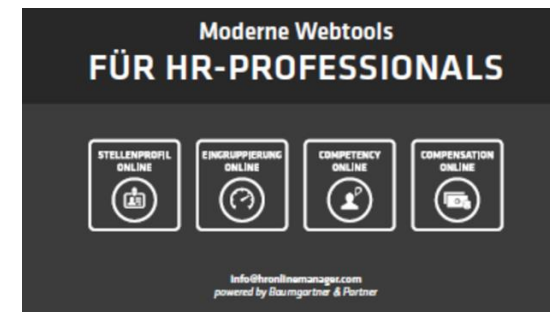 Moderne Webtools
FÜR HR-PROFESSIONALS
STELLENPROFIL
ONLINE
EINGRUPPIERUNG
ONLINE
COMPETENCY
ONLINE
COMPENSATION
ONLINE
Info@hronlinemanager.com
powered by Baumgartner & Partner